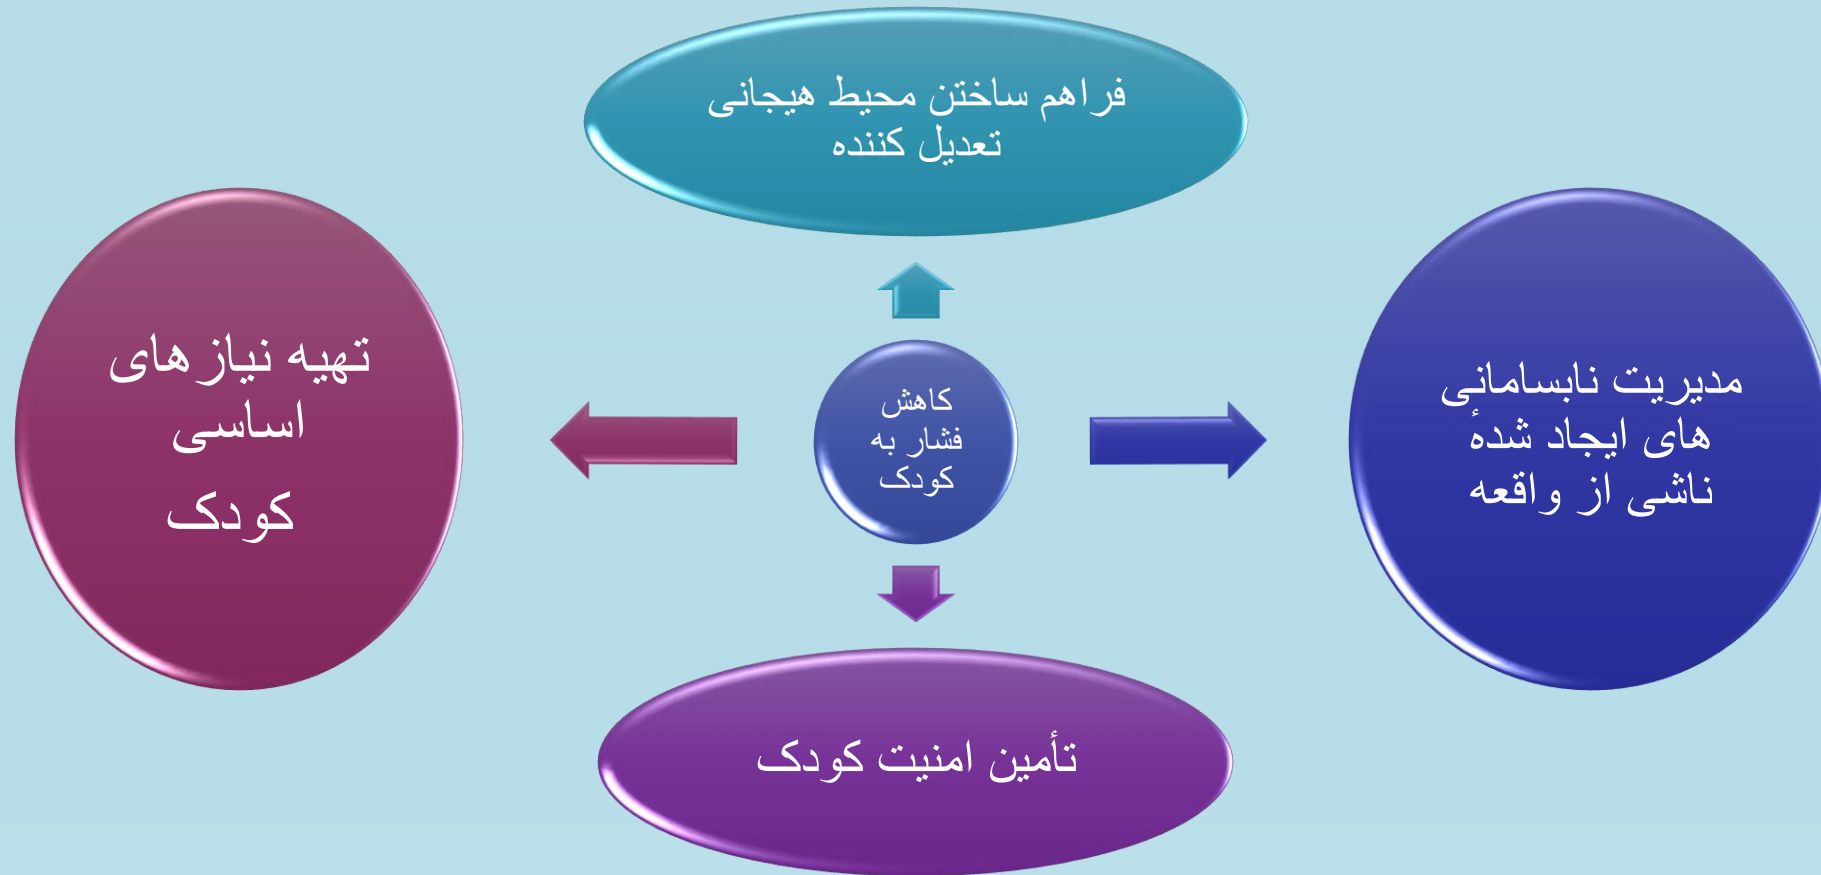 فراهم ساختن محیط هیجانی
تعدیل کننده
مدیریت نابسامانی
های ایجاد شدهٔ
ناشی از واقعه
کاهش
فشار به
کودک
تهیه نیازهای
اساسی
کودک
تأمین امنیت کودک